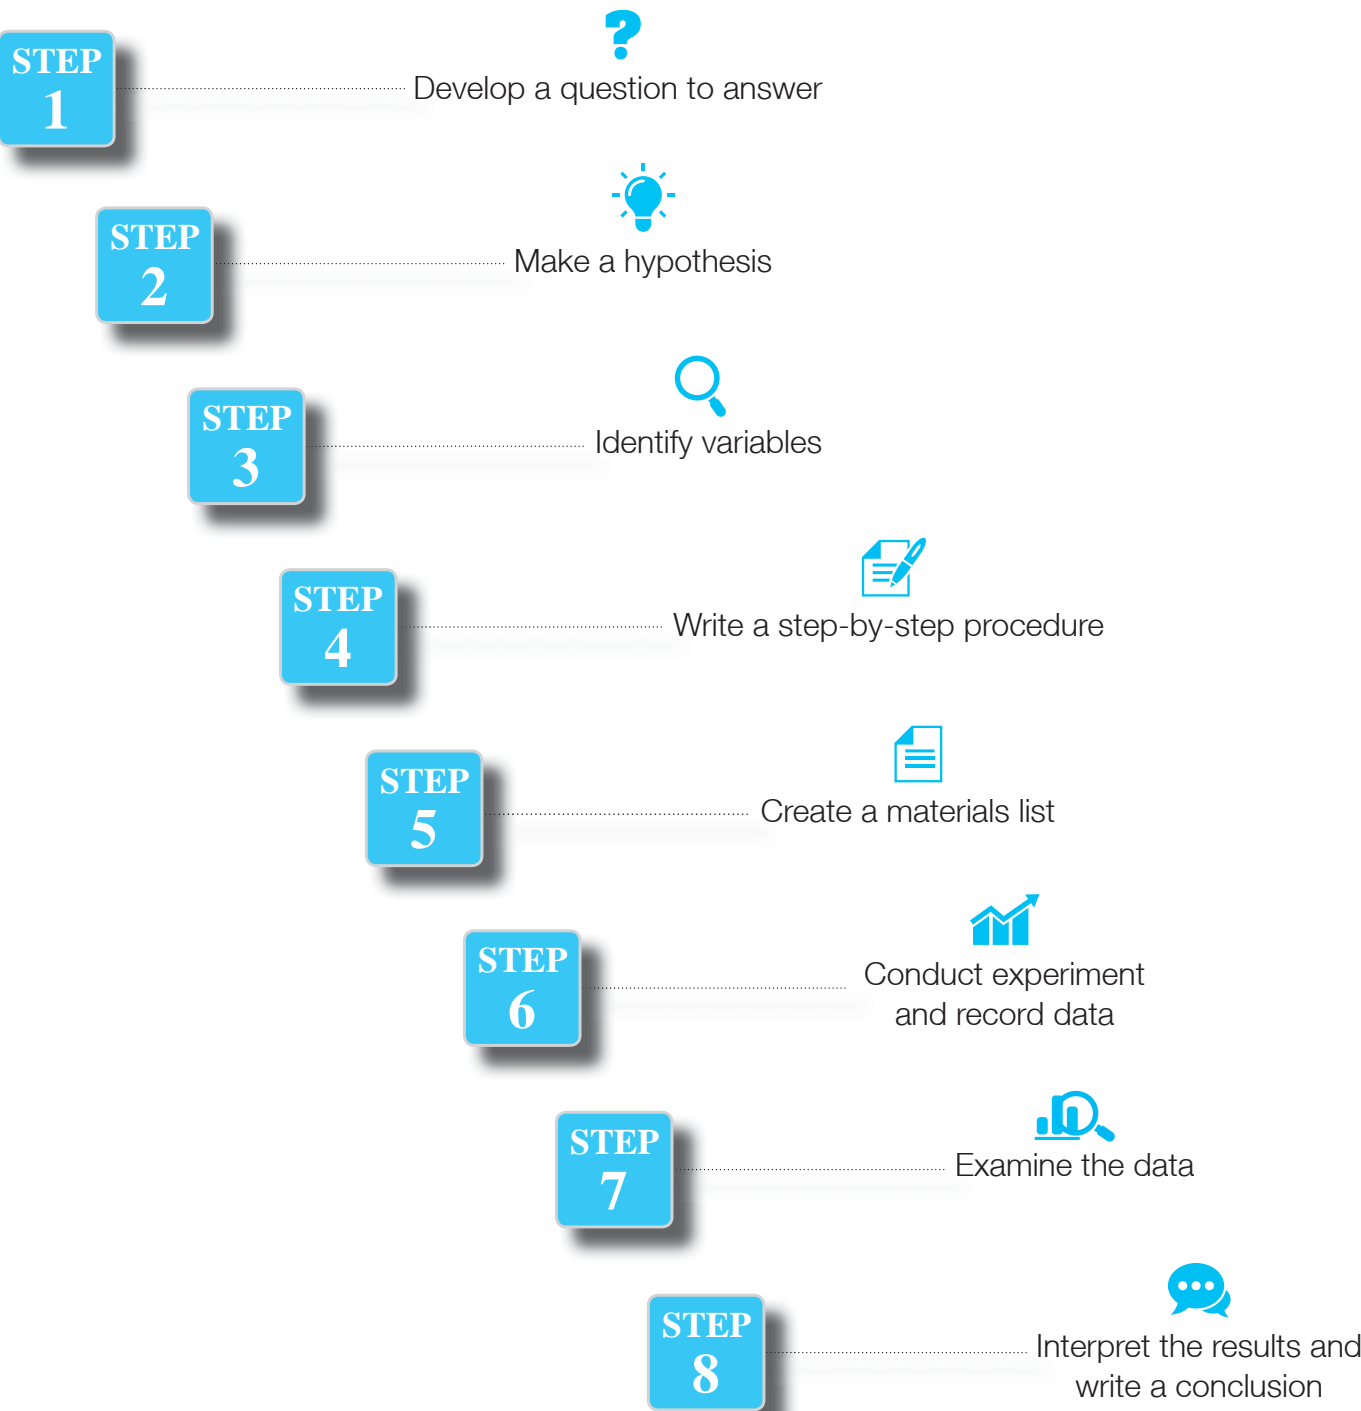 STEP
1
Develop a question to answer
STEP
2
Make a hypothesis
STEP
3
Identify variables
STEP
4
Write a step-by-step procedure
STEP
5
Create a materials list
STEP
6
Conduct experiment
and record data
STEP
7
Examine the data
STEP
8
Interpret the results and
write a conclusion